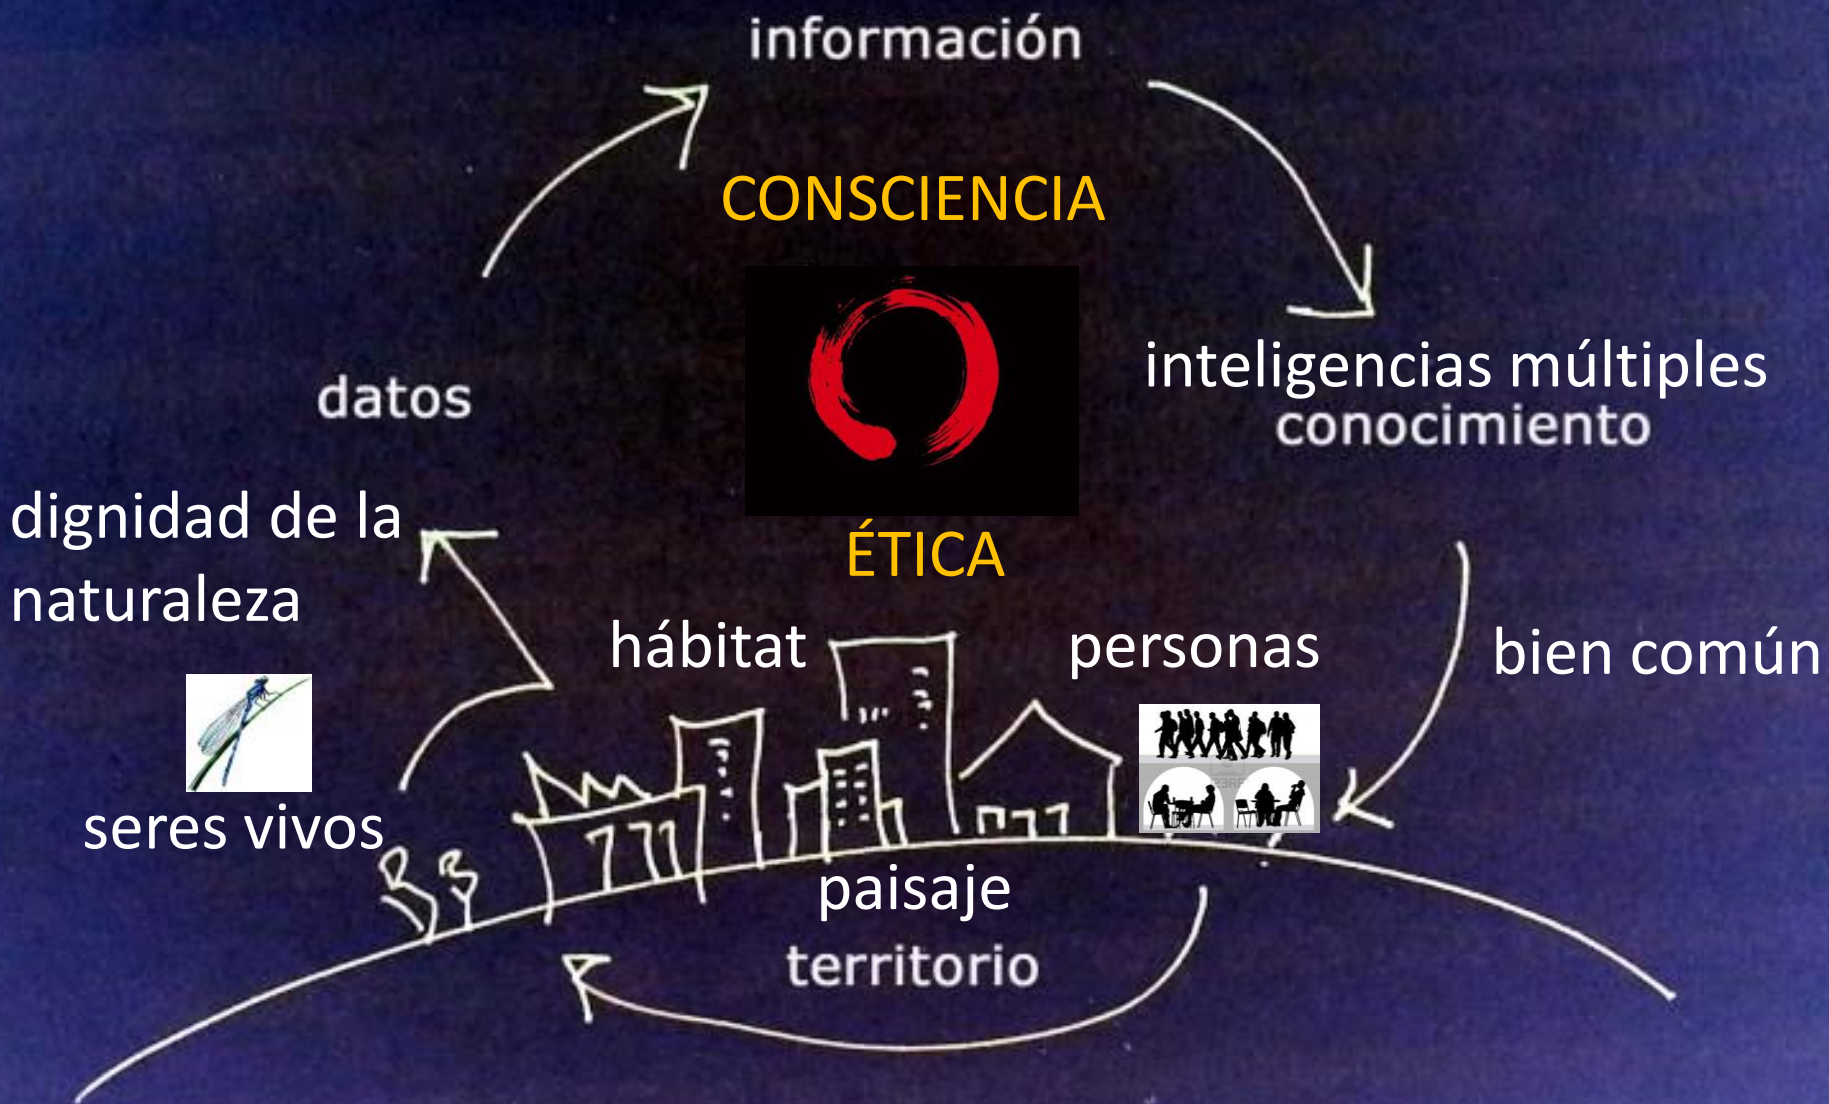 información
CONSCIENCIA
inteligencias múltiples
datos
conocimiento
dignidad de la
naturaleza
ÉTICA
hábitat
personas
bien común
seres vivos
paisaje
territorio